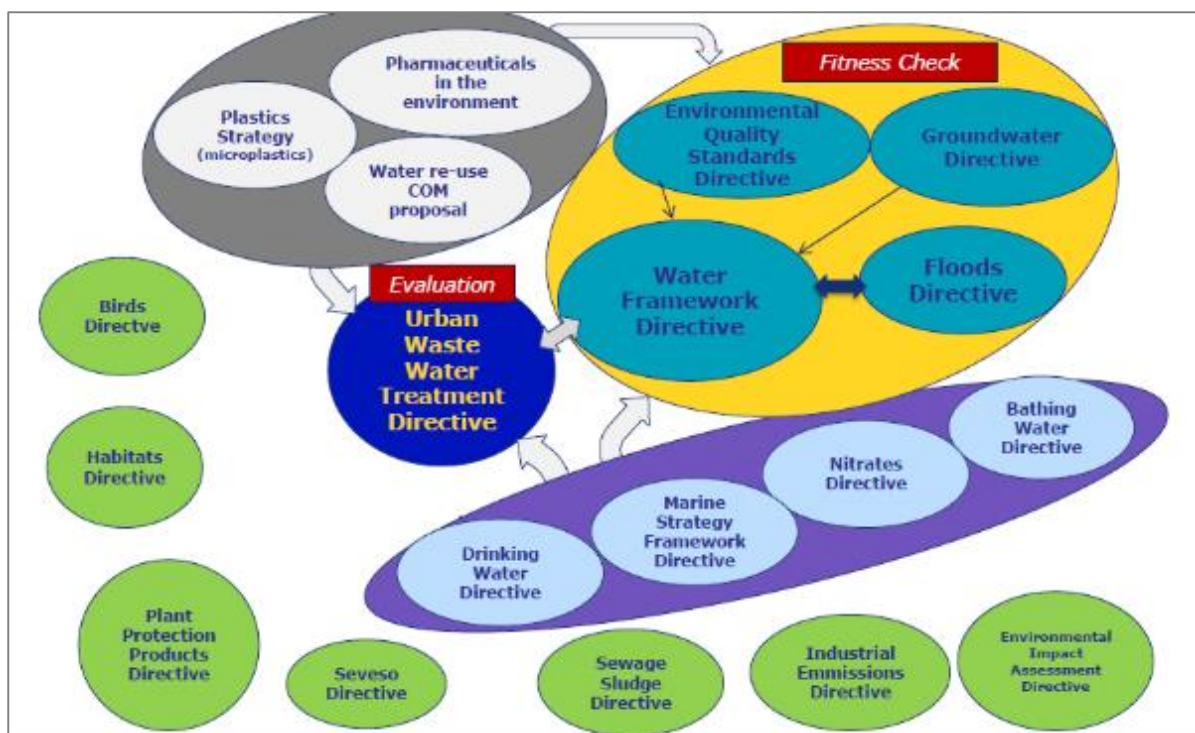 Pharmaceuticals
in the
environment
Plastics
Strategy
(microplastics)
Water re-use
COM
proposal
Fitness Check
Environmental
Quality
Standards
Directive
Groundwater
Directive
Water
Framework
Directive
Floods
Directive
Evaluation
Urban
Waste
Water
Treatment
Directive
Birds
Directve
Habitats
Directive
Plant
Protection
Products
Directive
Bathing
Water
Directive
Nitrates
Directive
Marine
Strategy
Framework
Directive
Drinking
Water
Directive
Seveso
Directive
Sewage
Sludge
Directive
Industrial
Emmissions
Directive
Environmental
Impact
Assessment
Directive